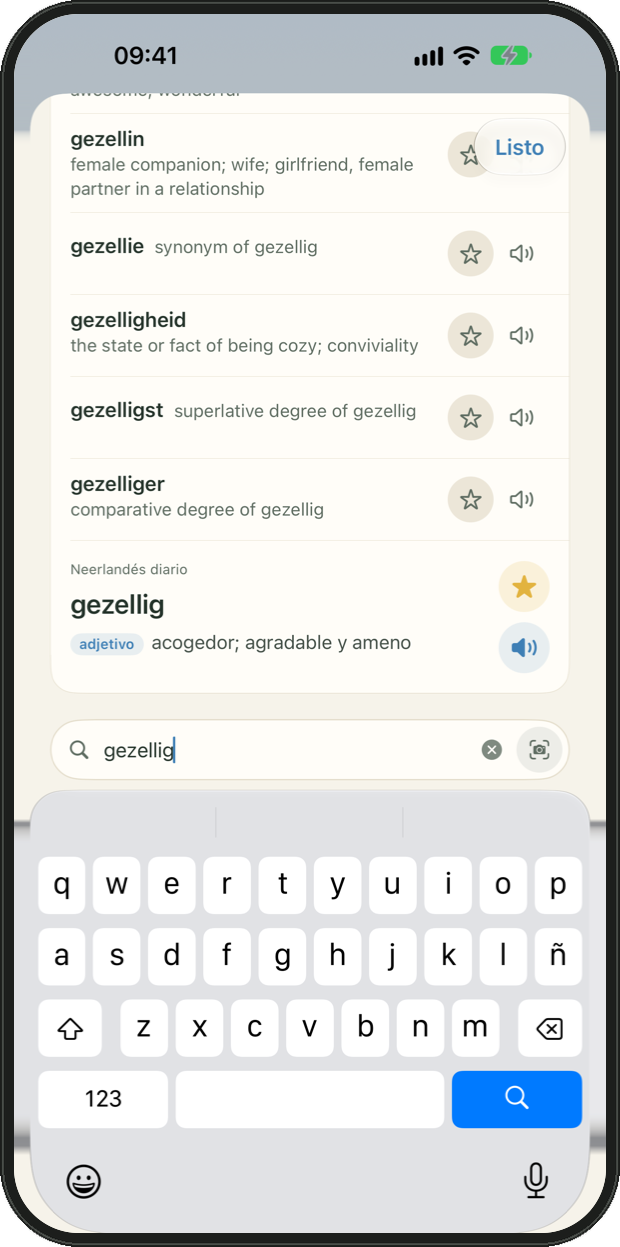 09:41
awesome; wonderful
gezellin
female companion; wife; girlfriend, female
partner in a relationship
Listo
gezellie synonym of gezellig
gezelligheid
the state or fact of being cozy; conviviality
gezelligst superlative degree of gezellig
gezelliger
comparative degree of gezellig
Neerlandés diario
gezellig
adjetivo acogedor; agradable y ameno
gezellig
q w e r t y u i o p
a s d f g h j k l ñ
z x c v b n m
123